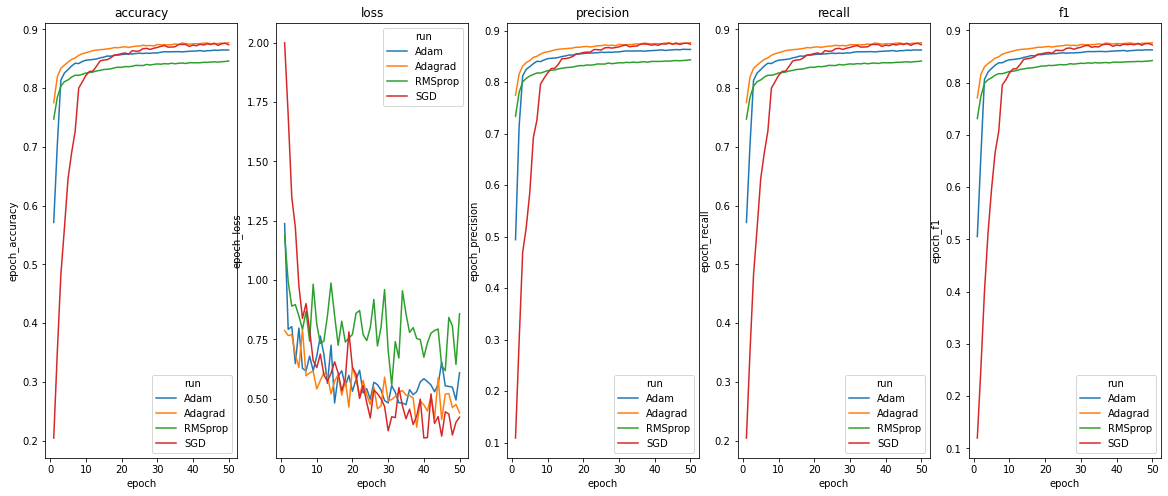 accuracy
loss
precision
recall
f1
epoch_accuracy
0.9
0.8
0.7
0.6
0.5
0.4
0.3
0.2
run
Adam
Adagrad
RMSprop
SGD
0 10 20 30 40 50
epoch
epoch_loss
2.00
1.75
1.50
1.25
1.00
0.75
0.50
run
Adam
Adagrad
RMSprop
SGD
0 10 20 30 40 50
epoch
epoch_precision
0.9
0.8
0.7
0.6
0.5
0.4
0.3
0.2
0.1
run
Adam
Adagrad
RMSprop
SGD
0 10 20 30 40 50
epoch
epoch_recall
0.9
0.8
0.7
0.6
0.5
0.4
0.3
0.2
run
Adam
Adagrad
RMSprop
SGD
0 10 20 30 40 50
epoch
epoch_f1
0.9
0.8
0.7
0.6
0.5
0.4
0.3
0.2
0.1
run
Adam
Adagrad
RMSprop
SGD
0 10 20 30 40 50
epoch